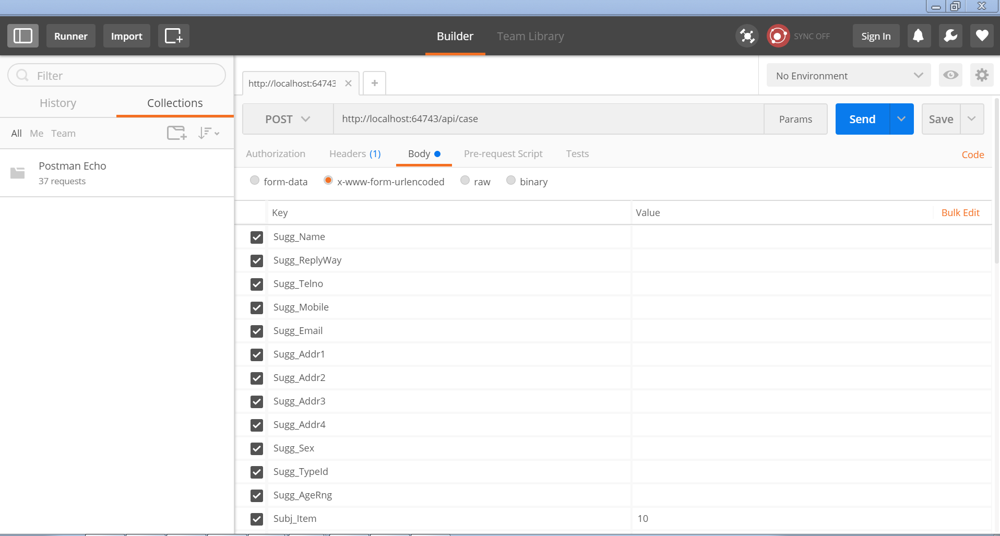 Runner Import Builder Team Library SYNC OFF Sign In
Filter
History Collections
All Me Team
Postman Echo
37 requests
http://localhost:64743 No Environment
POST http://localhost:64743/api/case Params Send Save
Authorization Headers (1) Body Pre-request Script Tests Code
form-data x-www-form-urlencoded raw binary
Key Value Bulk Edit
Sugg_Name
Sugg_ReplyWay
Sugg_Telno
Sugg_Mobile
Sugg_Email
Sugg_Addr1
Sugg_Addr2
Sugg_Addr3
Sugg_Addr4
Sugg_Sex
Sugg_TypeId
Sugg_AgeRng
Subj_Item 10